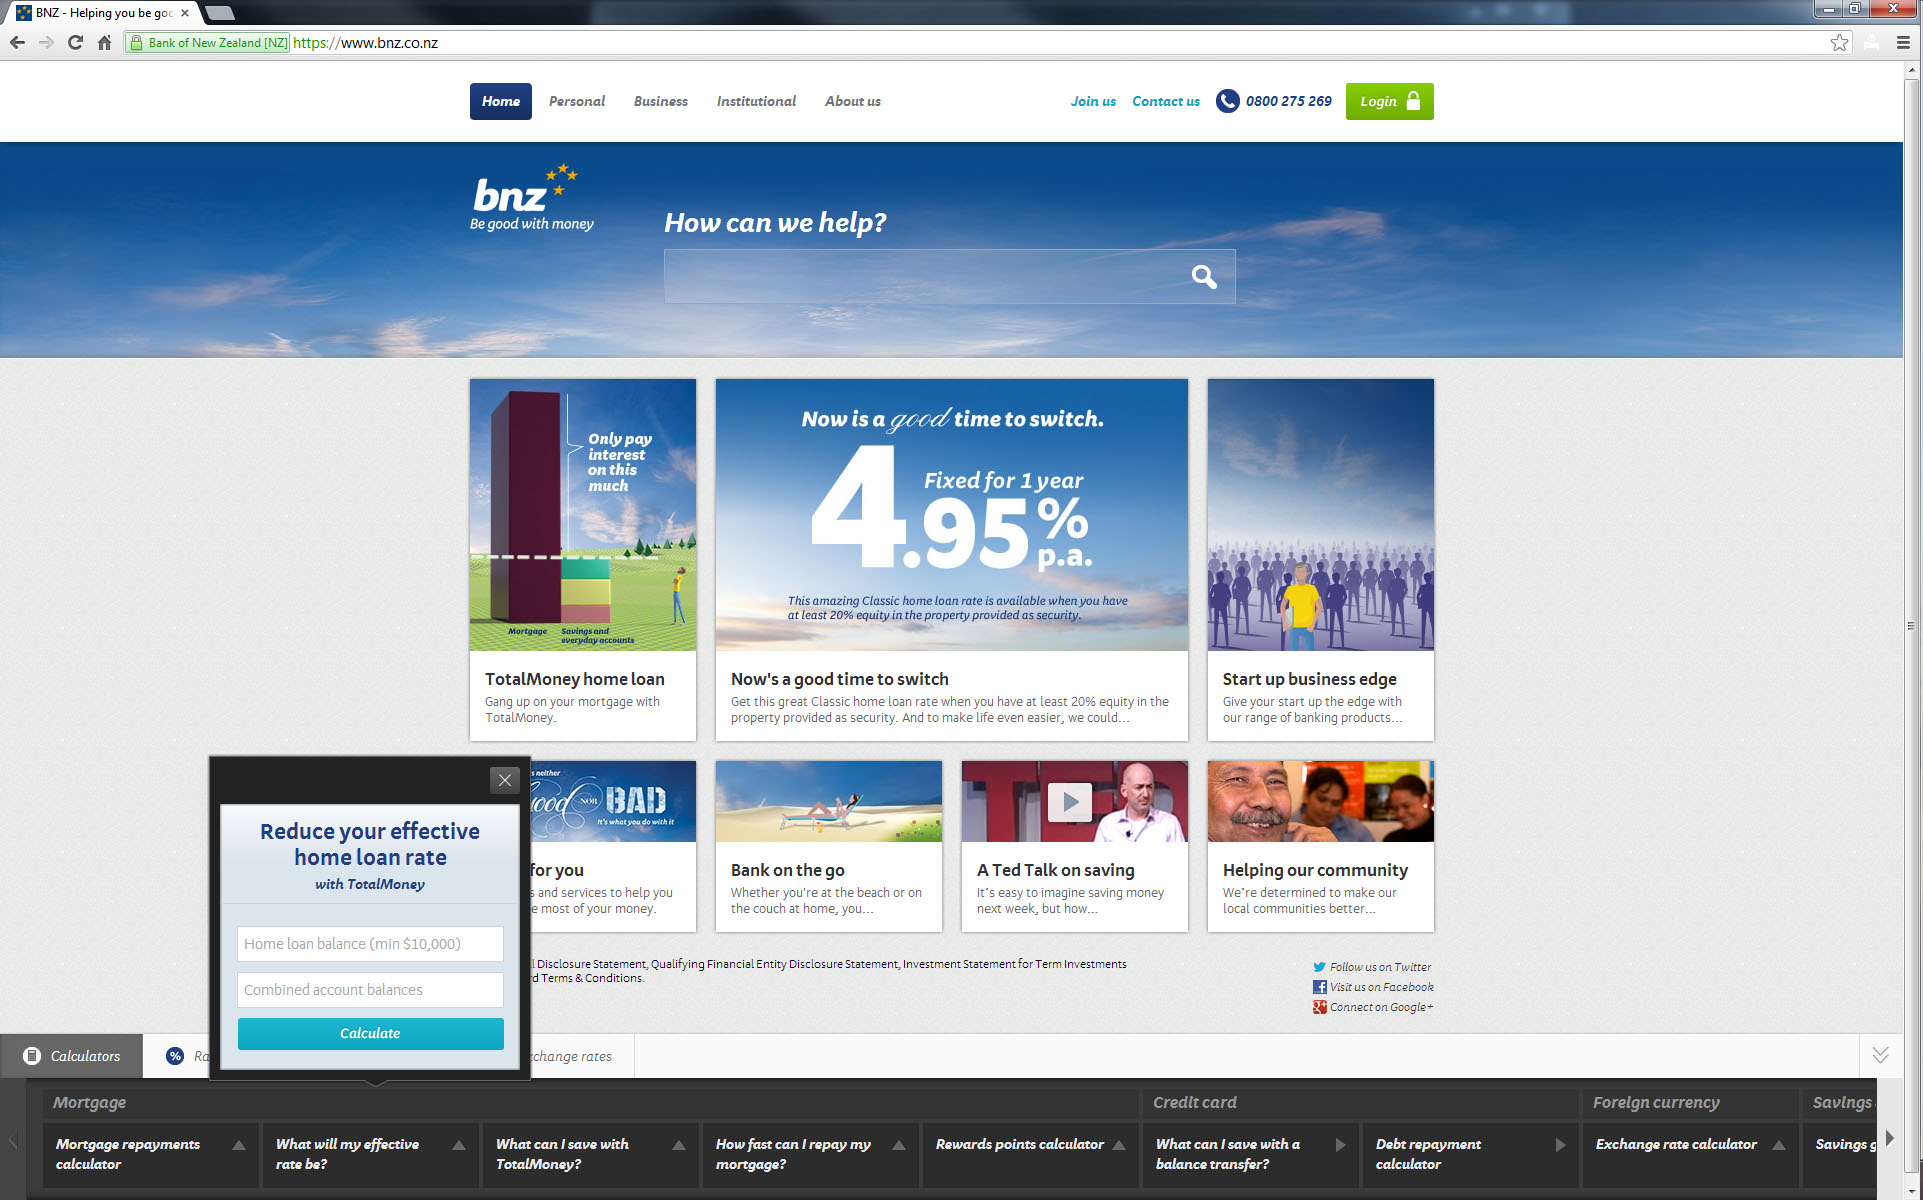 BNZ - Helping you be goo
Bank of New Zealand [NZ] https://www.bnz.co.nz
Home
Personal
Business
Institutional
About us
Join us
Contact us
0800 275 269
Login
bnz
Be good with money
How can we help?
Only pay
interest
on this
much
Mortgage
Savings and
everyday accounts
TotalMoney home loan
Gang up on your mortgage with
TotalMoney.
Now is a good time to switch.
Fixed for 1 year
4.95%
p.a.
This amazing Classic home loan rate is available when you have
at least 20% equity in the property provided as security.
Now's a good time to switch
Get this great Classic home loan rate when you have at least 20% equity in the
property provided as security. And to make life even easier, we could...
Start up business edge
Give your start up the edge with
our range of banking products...
Reduce your effective
home loan rate
with TotalMoney
Home loan balance (min $10,000)
Combined account balances
Calculate
neither
good NOR BAD
It's what you do with it
for you
and services to help you
most of your money.
Bank on the go
Whether you're at the beach or on
the couch at home, you...
TED
A Ted Talk on saving
It's easy to imagine saving money
next week, but how...
Helping our community
We're determined to make our
local communities better...
Disclosure Statement, Qualifying Financial Entity Disclosure Statement, Investment Statement for Term Investments
Terms & Conditions.
Follow us on Twitter
Visit us on Facebook
Connect on Google+
Calculators
% Ra
change rates
Mortgage
Credit card
Foreign currency
Savings
Mortgage repayments
calculator
What will my effective
rate be?
What can I save with
TotalMoney?
How fast can I repay my
mortgage?
Rewards points calculator
What can I save with a
balance transfer?
Debt repayment
calculator
Exchange rate calculator
Savings g